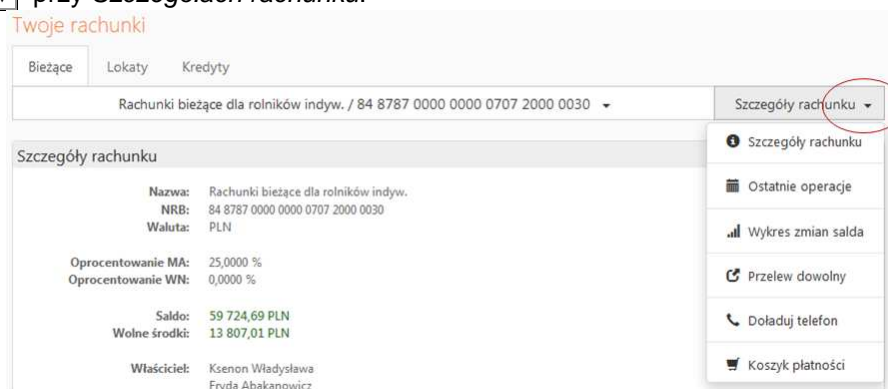 przy Szczegółach rachunku.
Twoje rachunki
Bieżące Lokaty Kredyty
Rachunki bieżące dla rolników indyw. / 84 8787 0000 0000 0707 2000 0030
Szczegóły rachunku
Szczegóły rachunku
Ostatnie operacje
Wykres zmian salda
Przelew dowolny
Doładuj telefon
Koszyk płatności
Szczegóły rachunku
Nazwa: Rachunki bieżące dla rolników indyw.
NRB: 84 8787 0000 0000 0707 2000 0030
Waluta: PLN
Oprocentowanie MA: 25,0000 %
Oprocentowanie WN: 0,0000 %
Saldo: 59 724,69 PLN
Wolne środki: 13 807,01 PLN
Właściciel: Ksenon Władysława
Fryda Abakanowicz